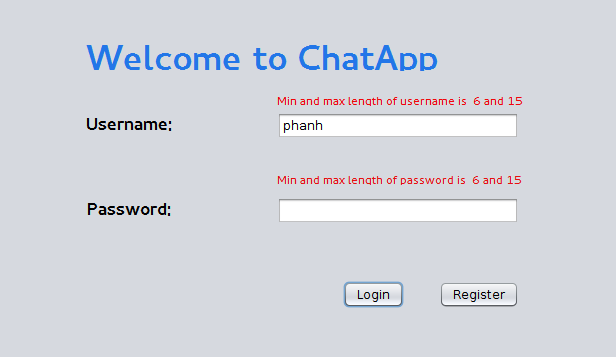 Welcome to ChatApp
Min and max length of username is 6 and 15
Username:
phanh
Min and max length of password is 6 and 15
Password:
Login
Register